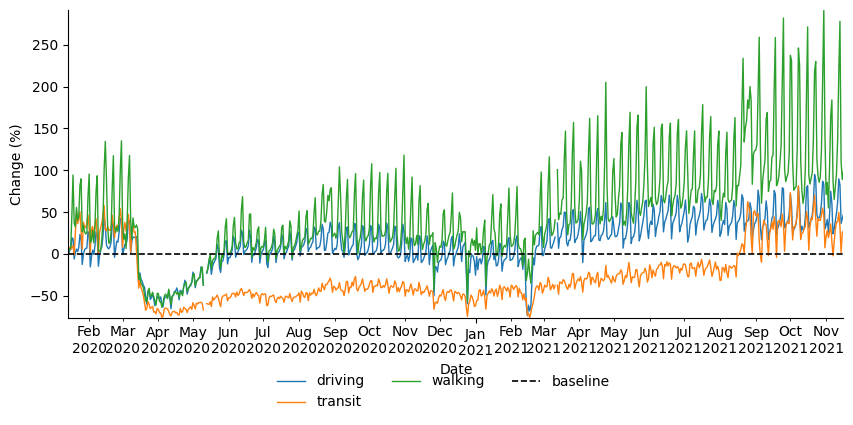 Change (%)
250
200
150
100
50
0
−50
Feb Mar Apr May Jun Jul Aug Sep Oct Nov Dec Jan Feb Mar Apr May Jun Jul Aug Sep Oct Nov
2020 2020 2020 2020 2020 2020 2020 2020 2020 2020 2020 2021 2021 2021 2021 2021 2021 2021 2021 2021 2021 2021
Date
driving walking baseline
transit